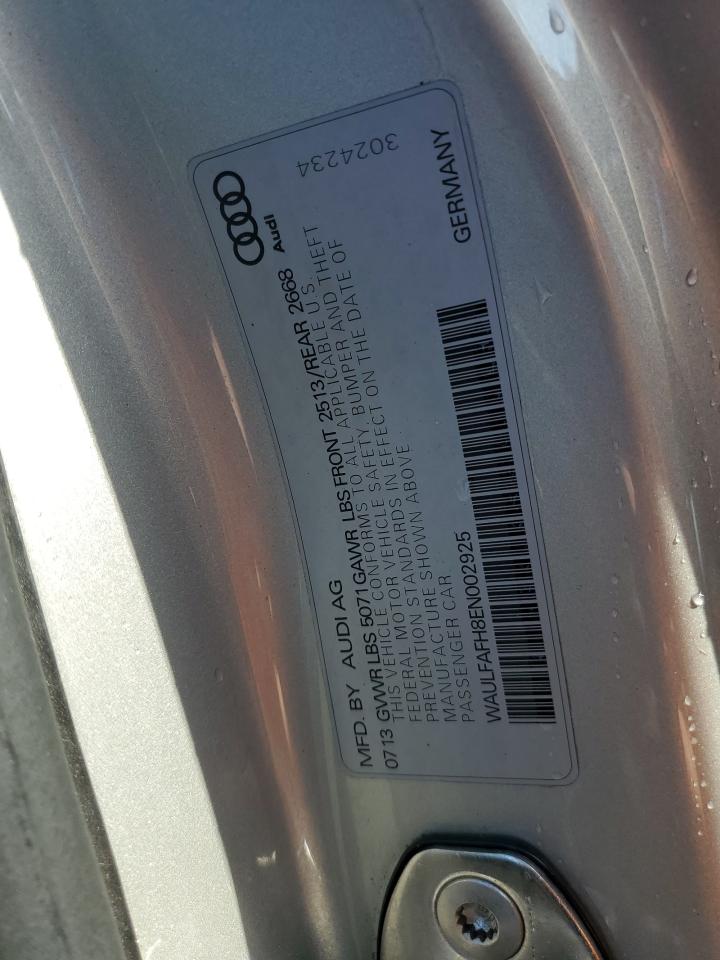 Audi
3024234
MFD. BY AUDI AG
0713 GVWR LBS 5071 GAWR LBS FRONT 2513/REAR 2668
THIS VEHICLE CONFORMS TO ALL APPLICABLE U.S.
FEDERAL MOTOR VEHICLE SAFETY, BUMPER AND THEFT
PREVENTION STANDARDS IN EFFECT ON THE DATE OF
MANUFACTURE SHOWN ABOVE
PASSENGER CAR
WAULFAFH8EN002925
GERMANY